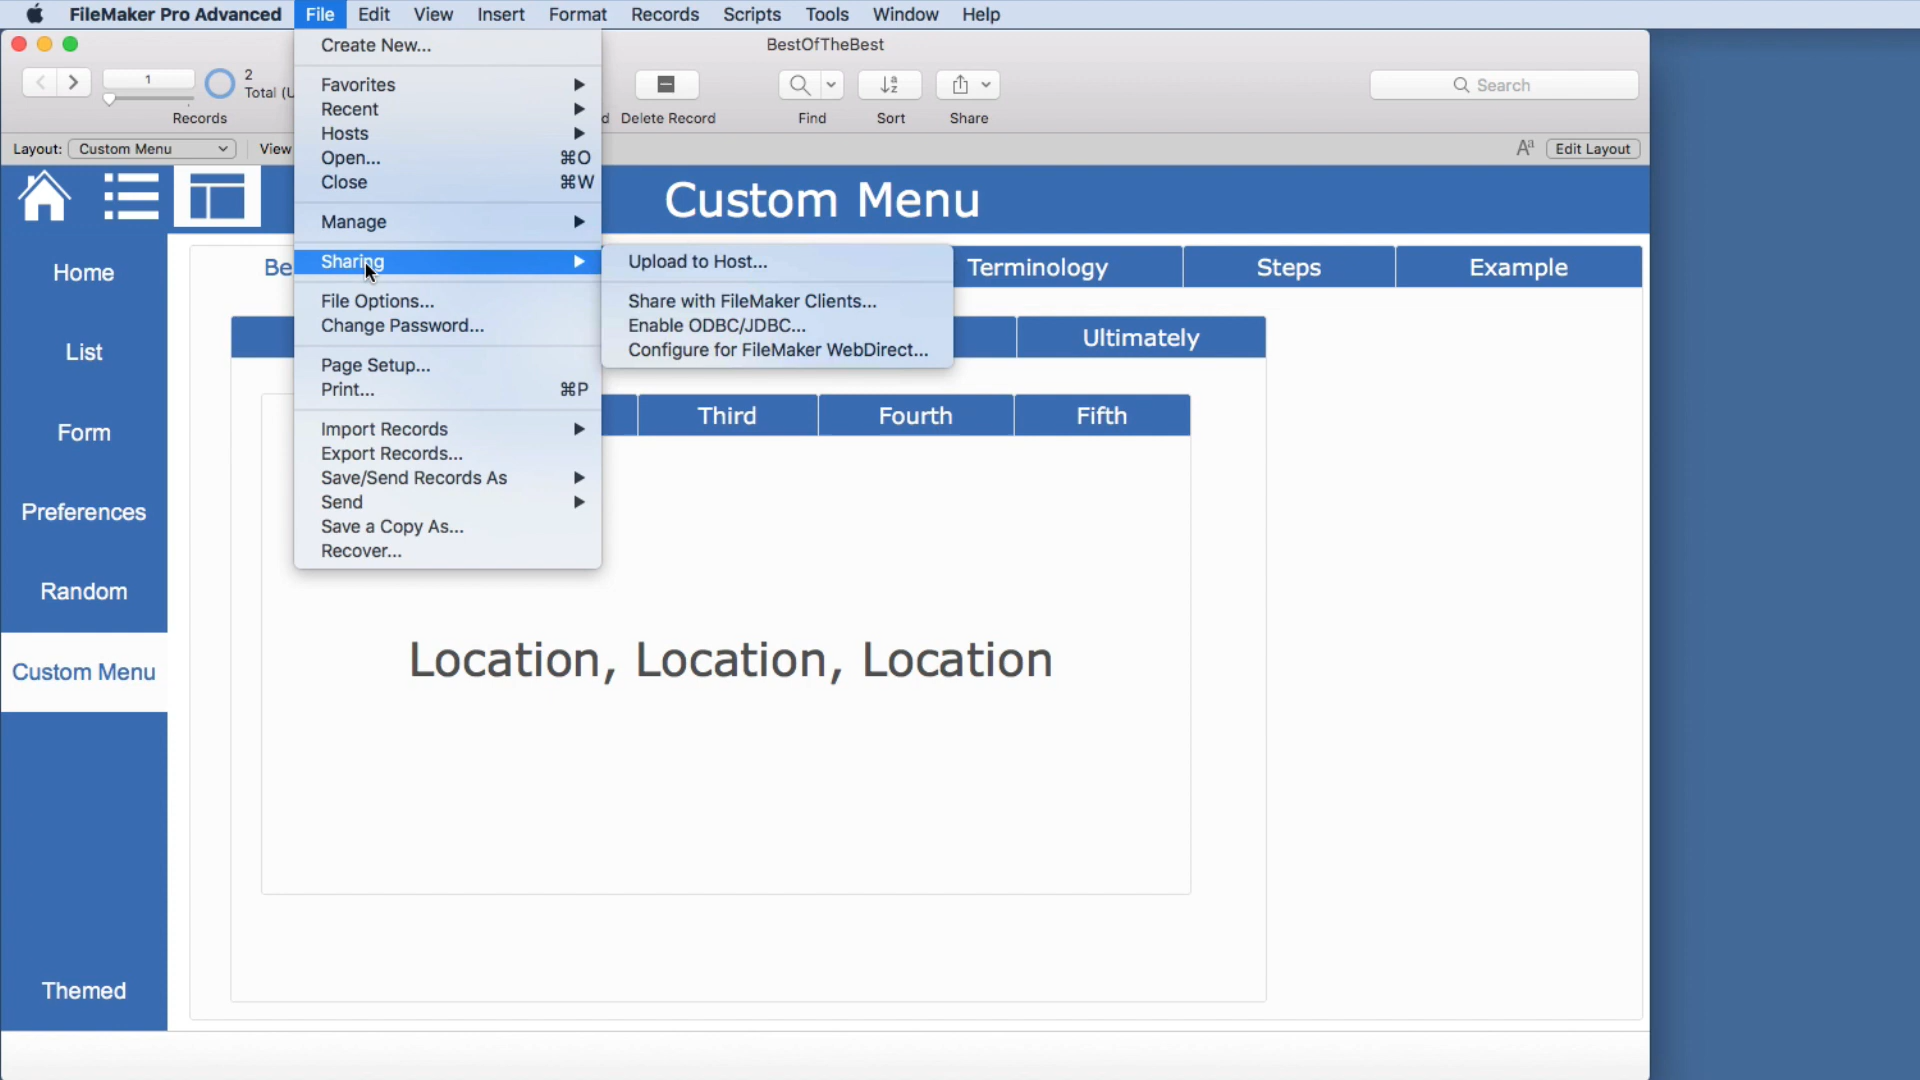 FileMaker Pro Advanced File Edit View Insert Format Records Scripts Tools Window Help
BestOfTheBest
1
2
Total (U
Records
d Delete Record
Find
Sort
Share
Search
Layout: Custom Menu View
Aa Edit Layout
Create New...
Favorites
Recent
Hosts
Open... ⌘O
Close ⌘W
Manage
Sharing
File Options...
Change Password...
Page Setup...
Print... ⌘P
Import Records
Export Records...
Save/Send Records As
Send
Save a Copy As...
Recover...
Upload to Host...
Share with FileMaker Clients...
Enable ODBC/JDBC...
Configure for FileMaker WebDirect...
Custom Menu
Home
List
Form
Preferences
Random
Custom Menu
Themed
Be
Terminology Steps Example
Ultimately
Third Fourth Fifth
Location, Location, Location